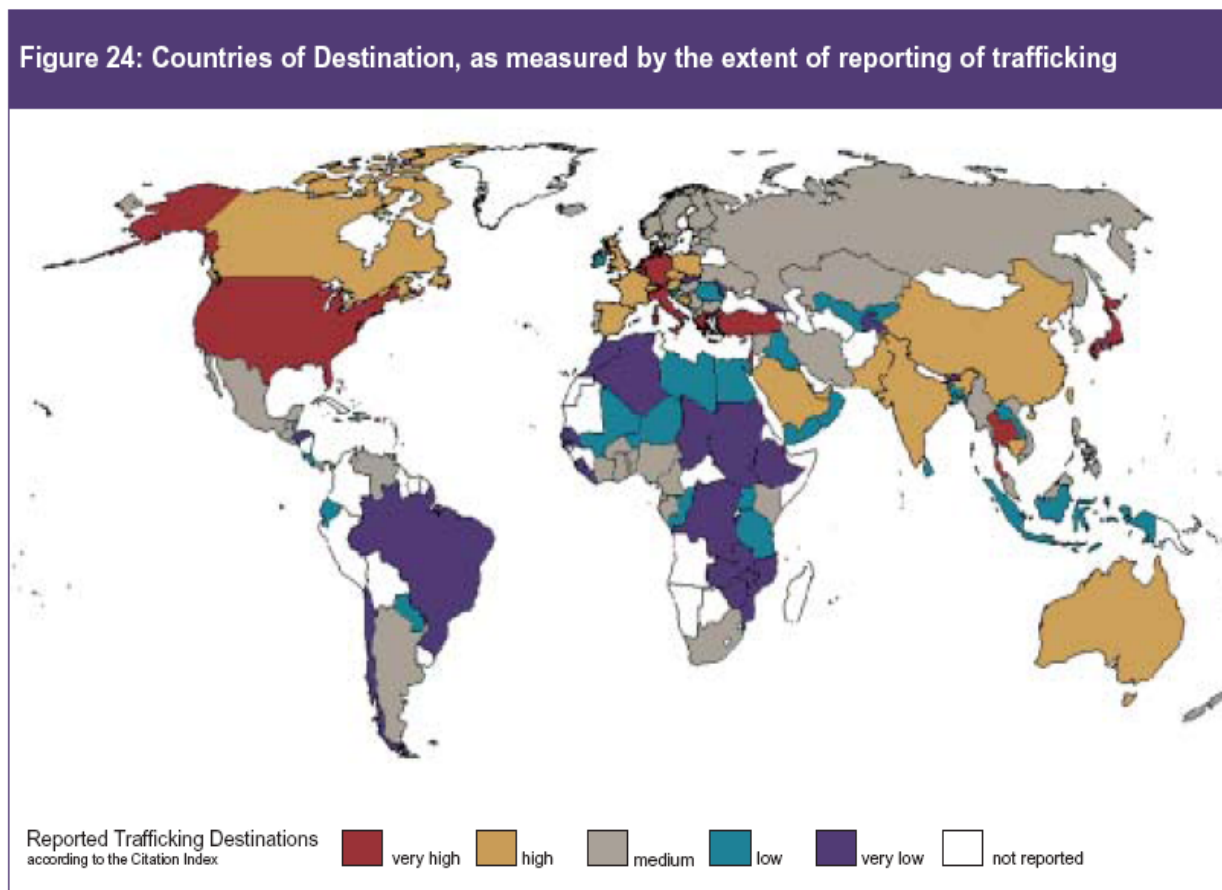 Figure 24: Countries of Destination, as measured by the extent of reporting of trafficking
Reported Trafficking Destinations
according to the Citation Index
very high
high
medium
low
very low
not reported